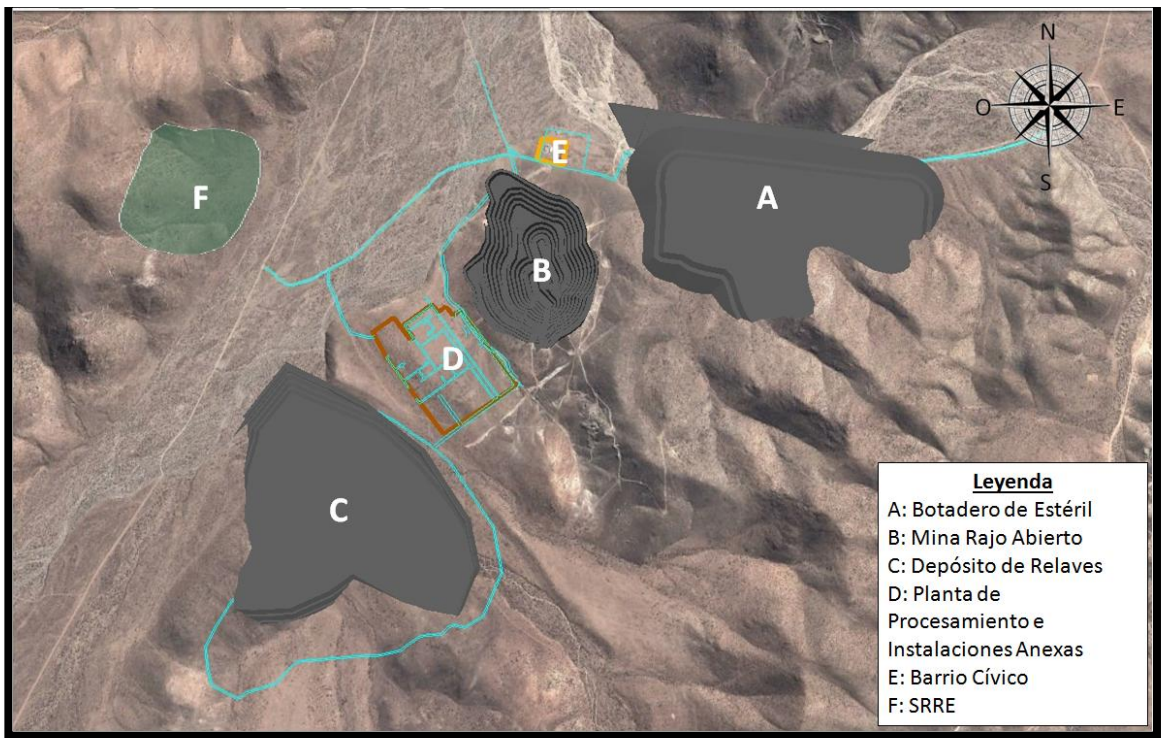 N
O E
S
E
F
A
B
D
C
Leyenda
A: Botadero de Estéril
B: Mina Rajo Abierto
C: Depósito de Relaves
D: Planta de
Procesamiento e
Instalaciones Anexas
E: Barrio Cívico
F: SRRE